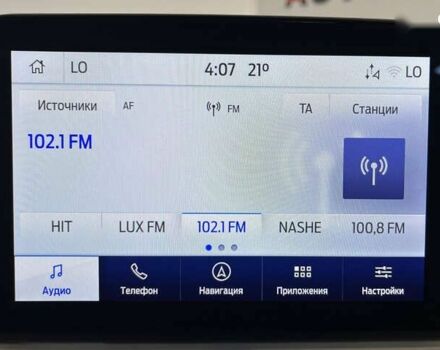 LO 4:07 21° LO
Источники AF FM TA Станции
102.1 FM
HIT LUX FM 102.1 FM NASHE 100,8 FM
Аудио Телефон Навигация Приложения Настройки